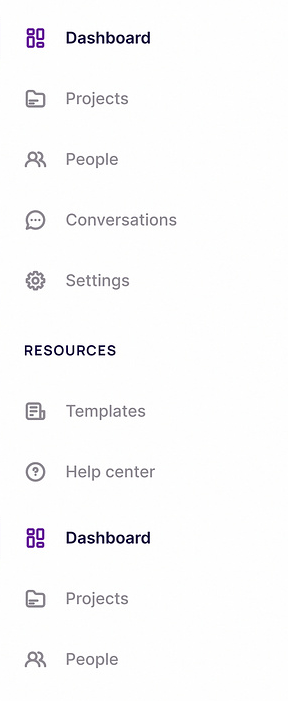 Dashboard
Projects
People
Conversations
Settings
RESOURCES
Templates
Help center
Dashboard
Projects
People